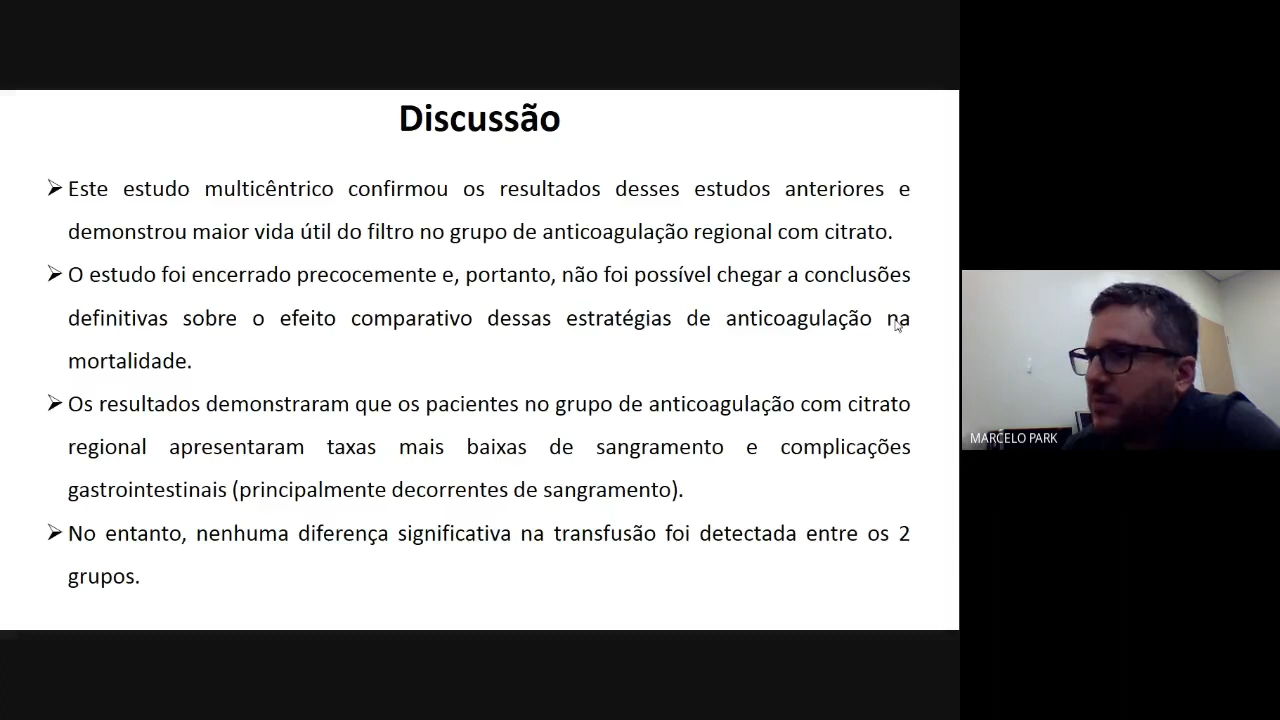 Discussão
Este estudo multicêntrico confirmou os resultados desses estudos anteriores e
demonstrou maior vida útil do filtro no grupo de anticoagulação regional com citrato.
O estudo foi encerrado precocemente e, portanto, não foi possível chegar a conclusões
definitivas sobre o efeito comparativo dessas estratégias de anticoagulação na
mortalidade.
Os resultados demonstraram que os pacientes no grupo de anticoagulação com citrato
regional apresentaram taxas mais baixas de sangramento e complicações
gastrointestinais (principalmente decorrentes de sangramento).
No entanto, nenhuma diferença significativa na transfusão foi detectada entre os 2
grupos.
MARCELO PARK